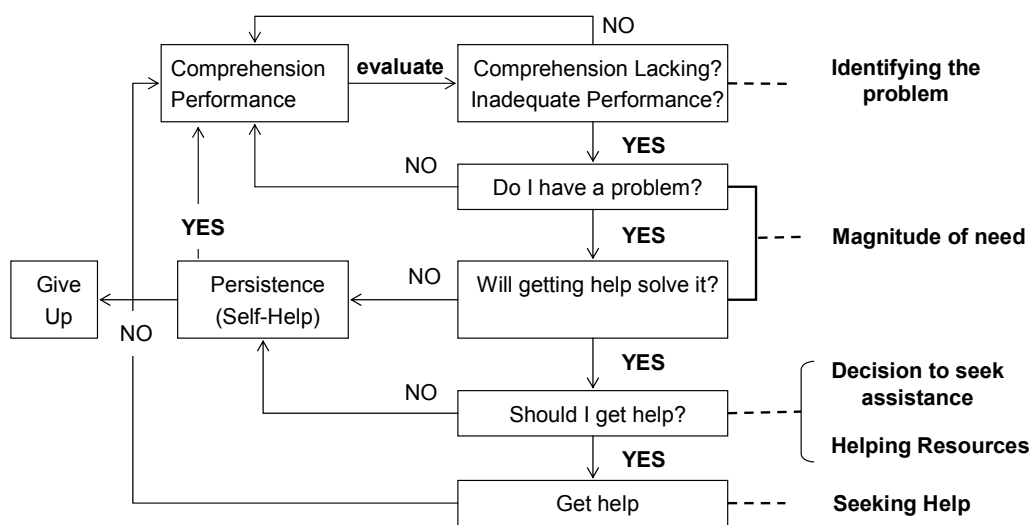 NO
Comprehension
Performance
evaluate
Comprehension Lacking?
Inadequate Performance?
Identifying the
problem
YES
NO
Do I have a problem?
YES
YES
Magnitude of need
Give
Up
NO
Persistence
(Self-Help)
NO
Will getting help solve it?
YES
NO
Should I get help?
Decision to seek
assistance
Helping Resources
YES
Get help
Seeking Help